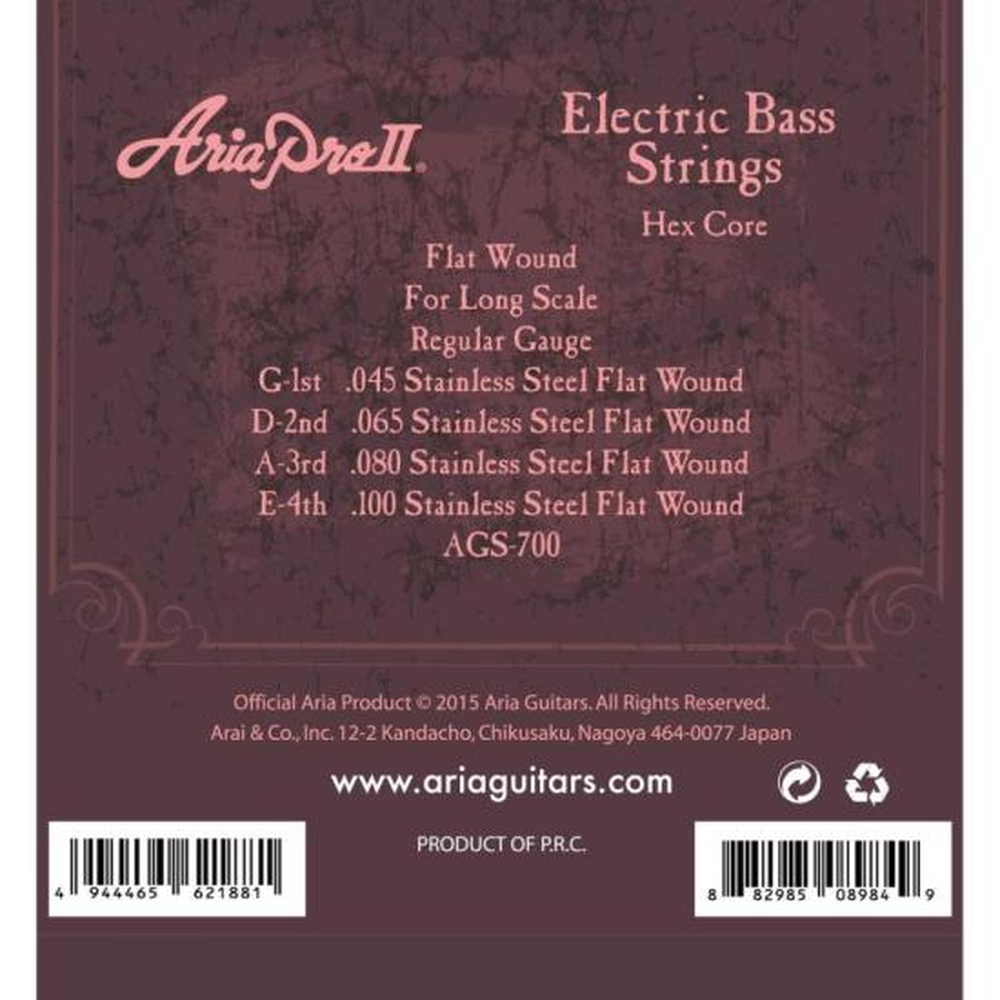 Aria Pro II®
Electric Bass
Strings
Hex Core
Flat Wound
For Long Scale
Regular Gauge
G-1st .045 Stainless Steel Flat Wound
D-2nd .065 Stainless Steel Flat Wound
A-3rd .080 Stainless Steel Flat Wound
E-4th .100 Stainless Steel Flat Wound
AGS-700
Official Aria Product © 2015 Aria Guitars. All Rights Reserved.
Arai & Co., Inc. 12-2 Kandacho, Chikusaku, Nagoya 464-0077 Japan
www.ariaguitars.com
PRODUCT OF P.R.C.
4 944465 621881
8 82985 08984 9